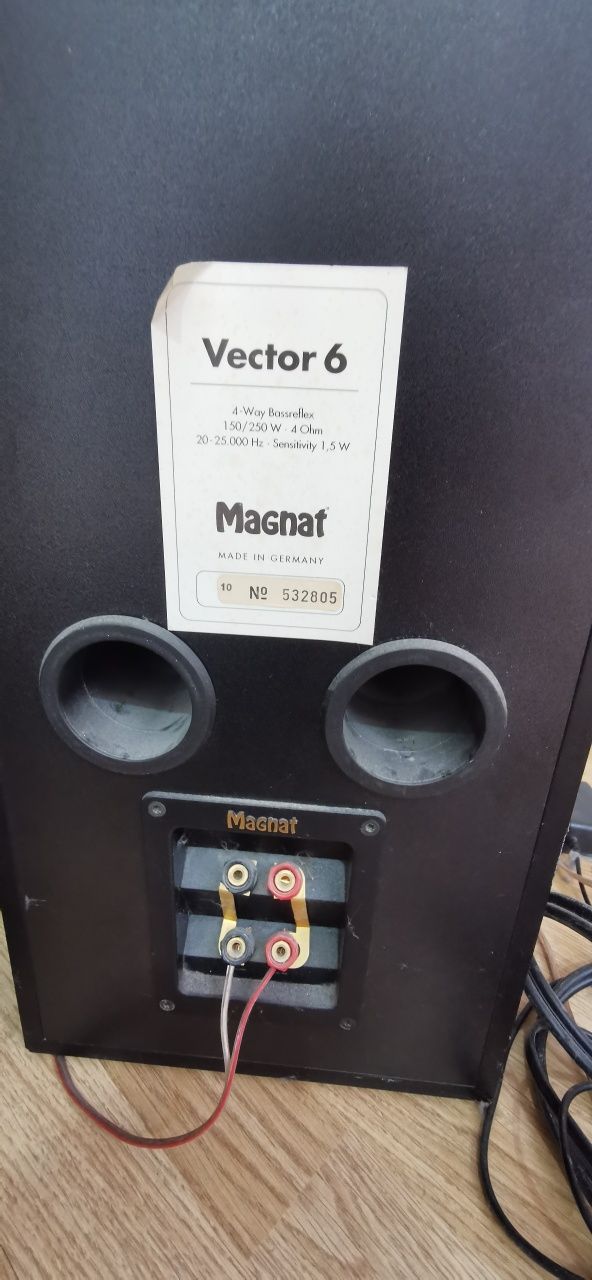 Vector 6
4-Way Bassreflex
150/250 W · 4 Ohm
20-25.000 Hz · Sensitivity 1,5 W
Magnat
MADE IN GERMANY
10 Nº 532805
Magnat